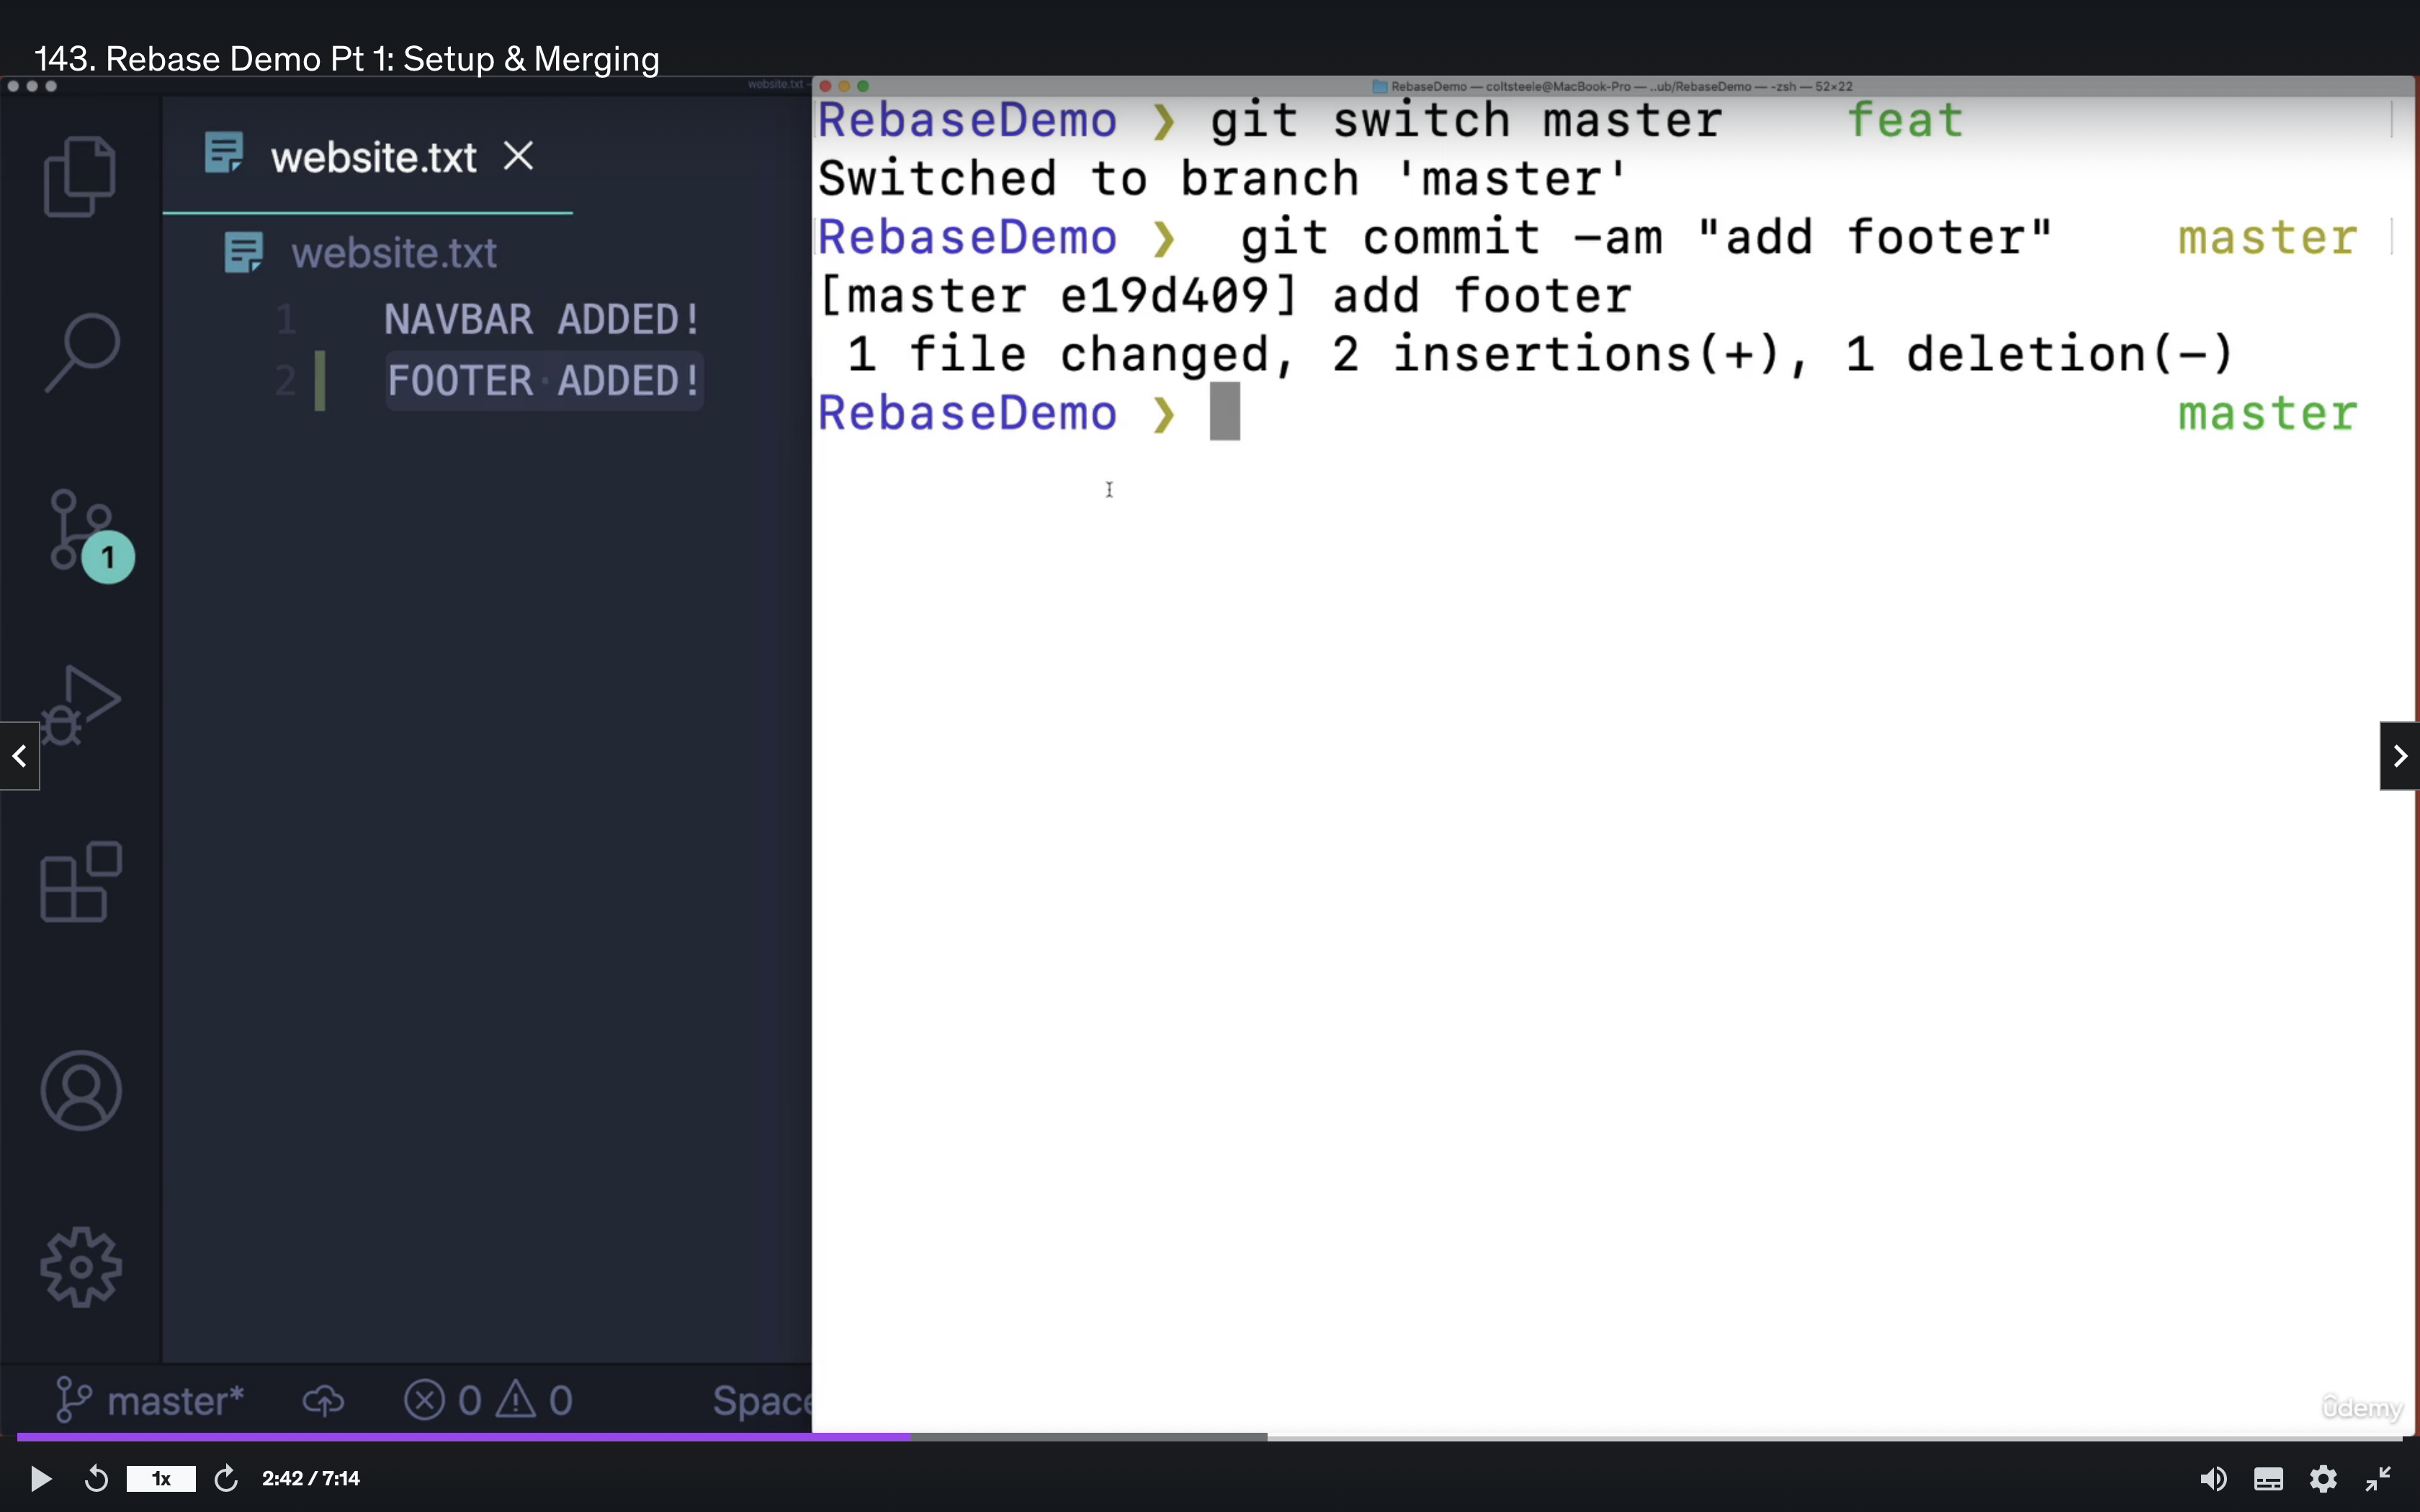 143. Rebase Demo Pt 1: Setup & Merging
website.txt
RebaseDemo — coltsteele@MacBook-Pro — ..ub/RebaseDemo — -zsh — 52×22
website.txt
website.txt
1 NAVBAR ADDED!
2 FOOTER ADDED!
1
master*
0
0
Space
RebaseDemo ❯ git switch master feat
Switched to branch 'master'
RebaseDemo ❯ git commit -am "add footer" master
[master e19d409] add footer
1 file changed, 2 insertions(+), 1 deletion(-)
RebaseDemo ❯ master
ûdemy
1x
2:42 / 7:14